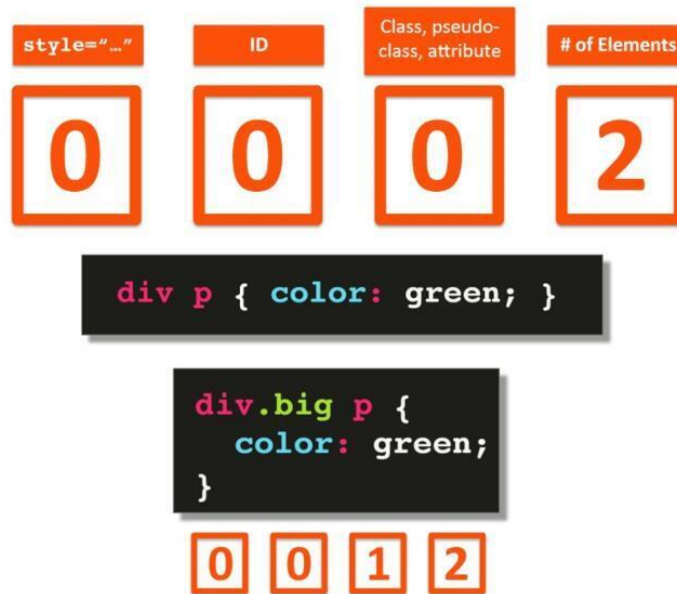 style="…" ID Class, pseudo-
class, attribute # of Elements
0 0 0 2
div p { color: green; }
div.big p {
color: green;
}
0 0 1 2